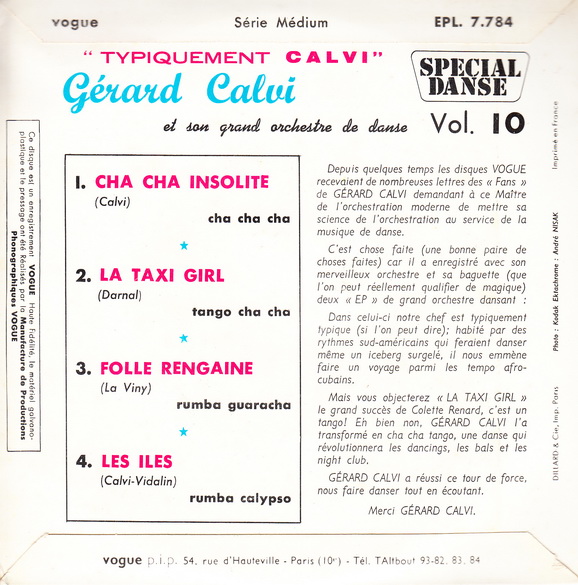 vogue Série Médium EPL. 7.784
“ TYPIQUEMENT CALVI ”
Gérard Calvi
et son grand orchestre de danse
SPECIAL
DANSE
Vol. 10
1. CHA CHA INSOLITE
(Calvi)
cha cha cha
2. LA TAXI GIRL
(Darnal)
tango cha cha
3. FOLLE RENGAINE
(La Viny)
rumba guaracha
4. LES ILES
(Calvi-Vidalin)
rumba calypso
Depuis quelques temps les disques VOGUE
recevaient de nombreuses lettres des « Fans »
de GÉRARD CALVI demandant à ce Maître
de l'orchestration moderne de mettre sa
science de l'orchestration au service de la
musique de danse.
C'est chose faite (une bonne paire de
choses faites) car il a enregistré avec son
merveilleux orchestre et sa baguette (que
l'on peut réellement qualifier de magique)
deux « EP » de grand orchestre dansant :
Dans celui-ci notre chef est typiquement
typique (si l'on peut dire); habité par des
rythmes sud-américains qui feraient danser
même un iceberg surgelé, il nous emmène
faire un voyage parmi les tempo afro-
cubains.
Mais vous objecterez « LA TAXI GIRL »
le grand succès de Colette Renard, c'est un
tango! Eh bien non, GÉRARD CALVI l'a
transformé en cha cha tango, une danse qui
révolutionnera les dancings, les bals et les
night club.
GÉRARD CALVI a réussi ce tour de force,
nous faire danser tout en écoutant.
Merci GÉRARD CALVI.
Ce disque est un enregistrement VOGUE Haute Fidélité, le matériel galvano-
plastique et le pressage ont été Réalisés par la Manufacture de Productions
Phonographiques VOGUE
Imprimé en France
Photo : Kodak Ektachrome : André NISAK
DILLARD & Cie, Imp. Paris
vogue p.i.p. 54, rue d'Hauteville - Paris (10e) - Tél. TAItbout 93-82, 83, 84